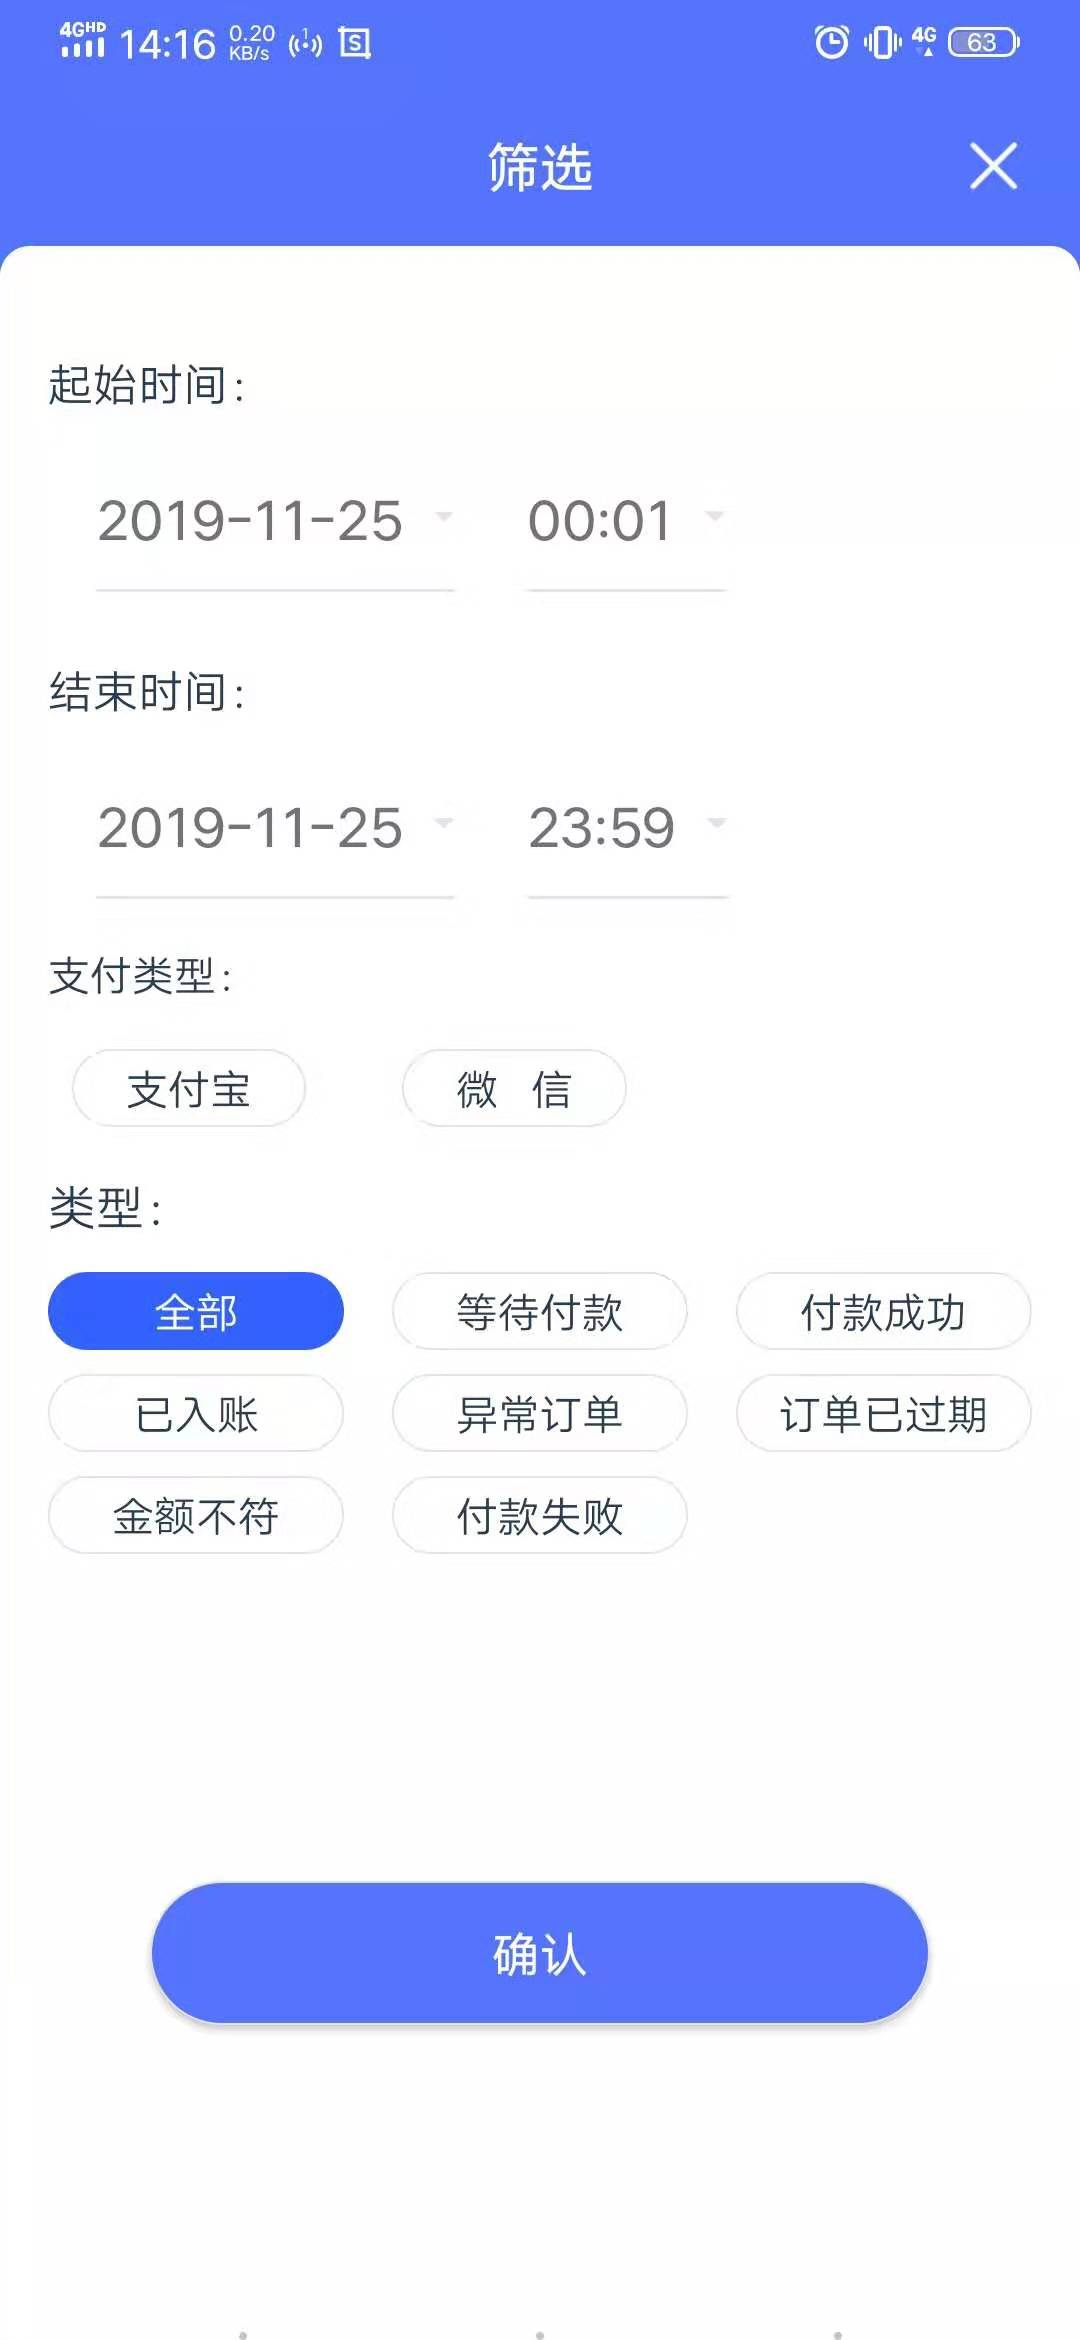 4GHD 14:16 0.20 KB/s 4G 63
筛选
起始时间:
2019-11-25 00:01
结束时间:
2019-11-25 23:59
支付类型:
支付宝 微 信
类型:
全部 等待付款 付款成功
已入账 异常订单 订单已过期
金额不符 付款失败
确认